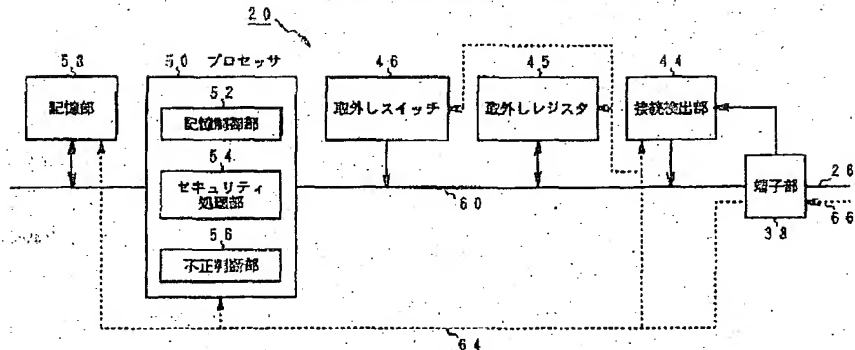 20
58
50 プロセッサ
46
45
44
52
記憶部
記憶制御部
取外しスイッチ
取外しレジスタ
接続検出部
54
セキュリティ
処理部
60
端子部
26
66
38
56
不正判断部
64